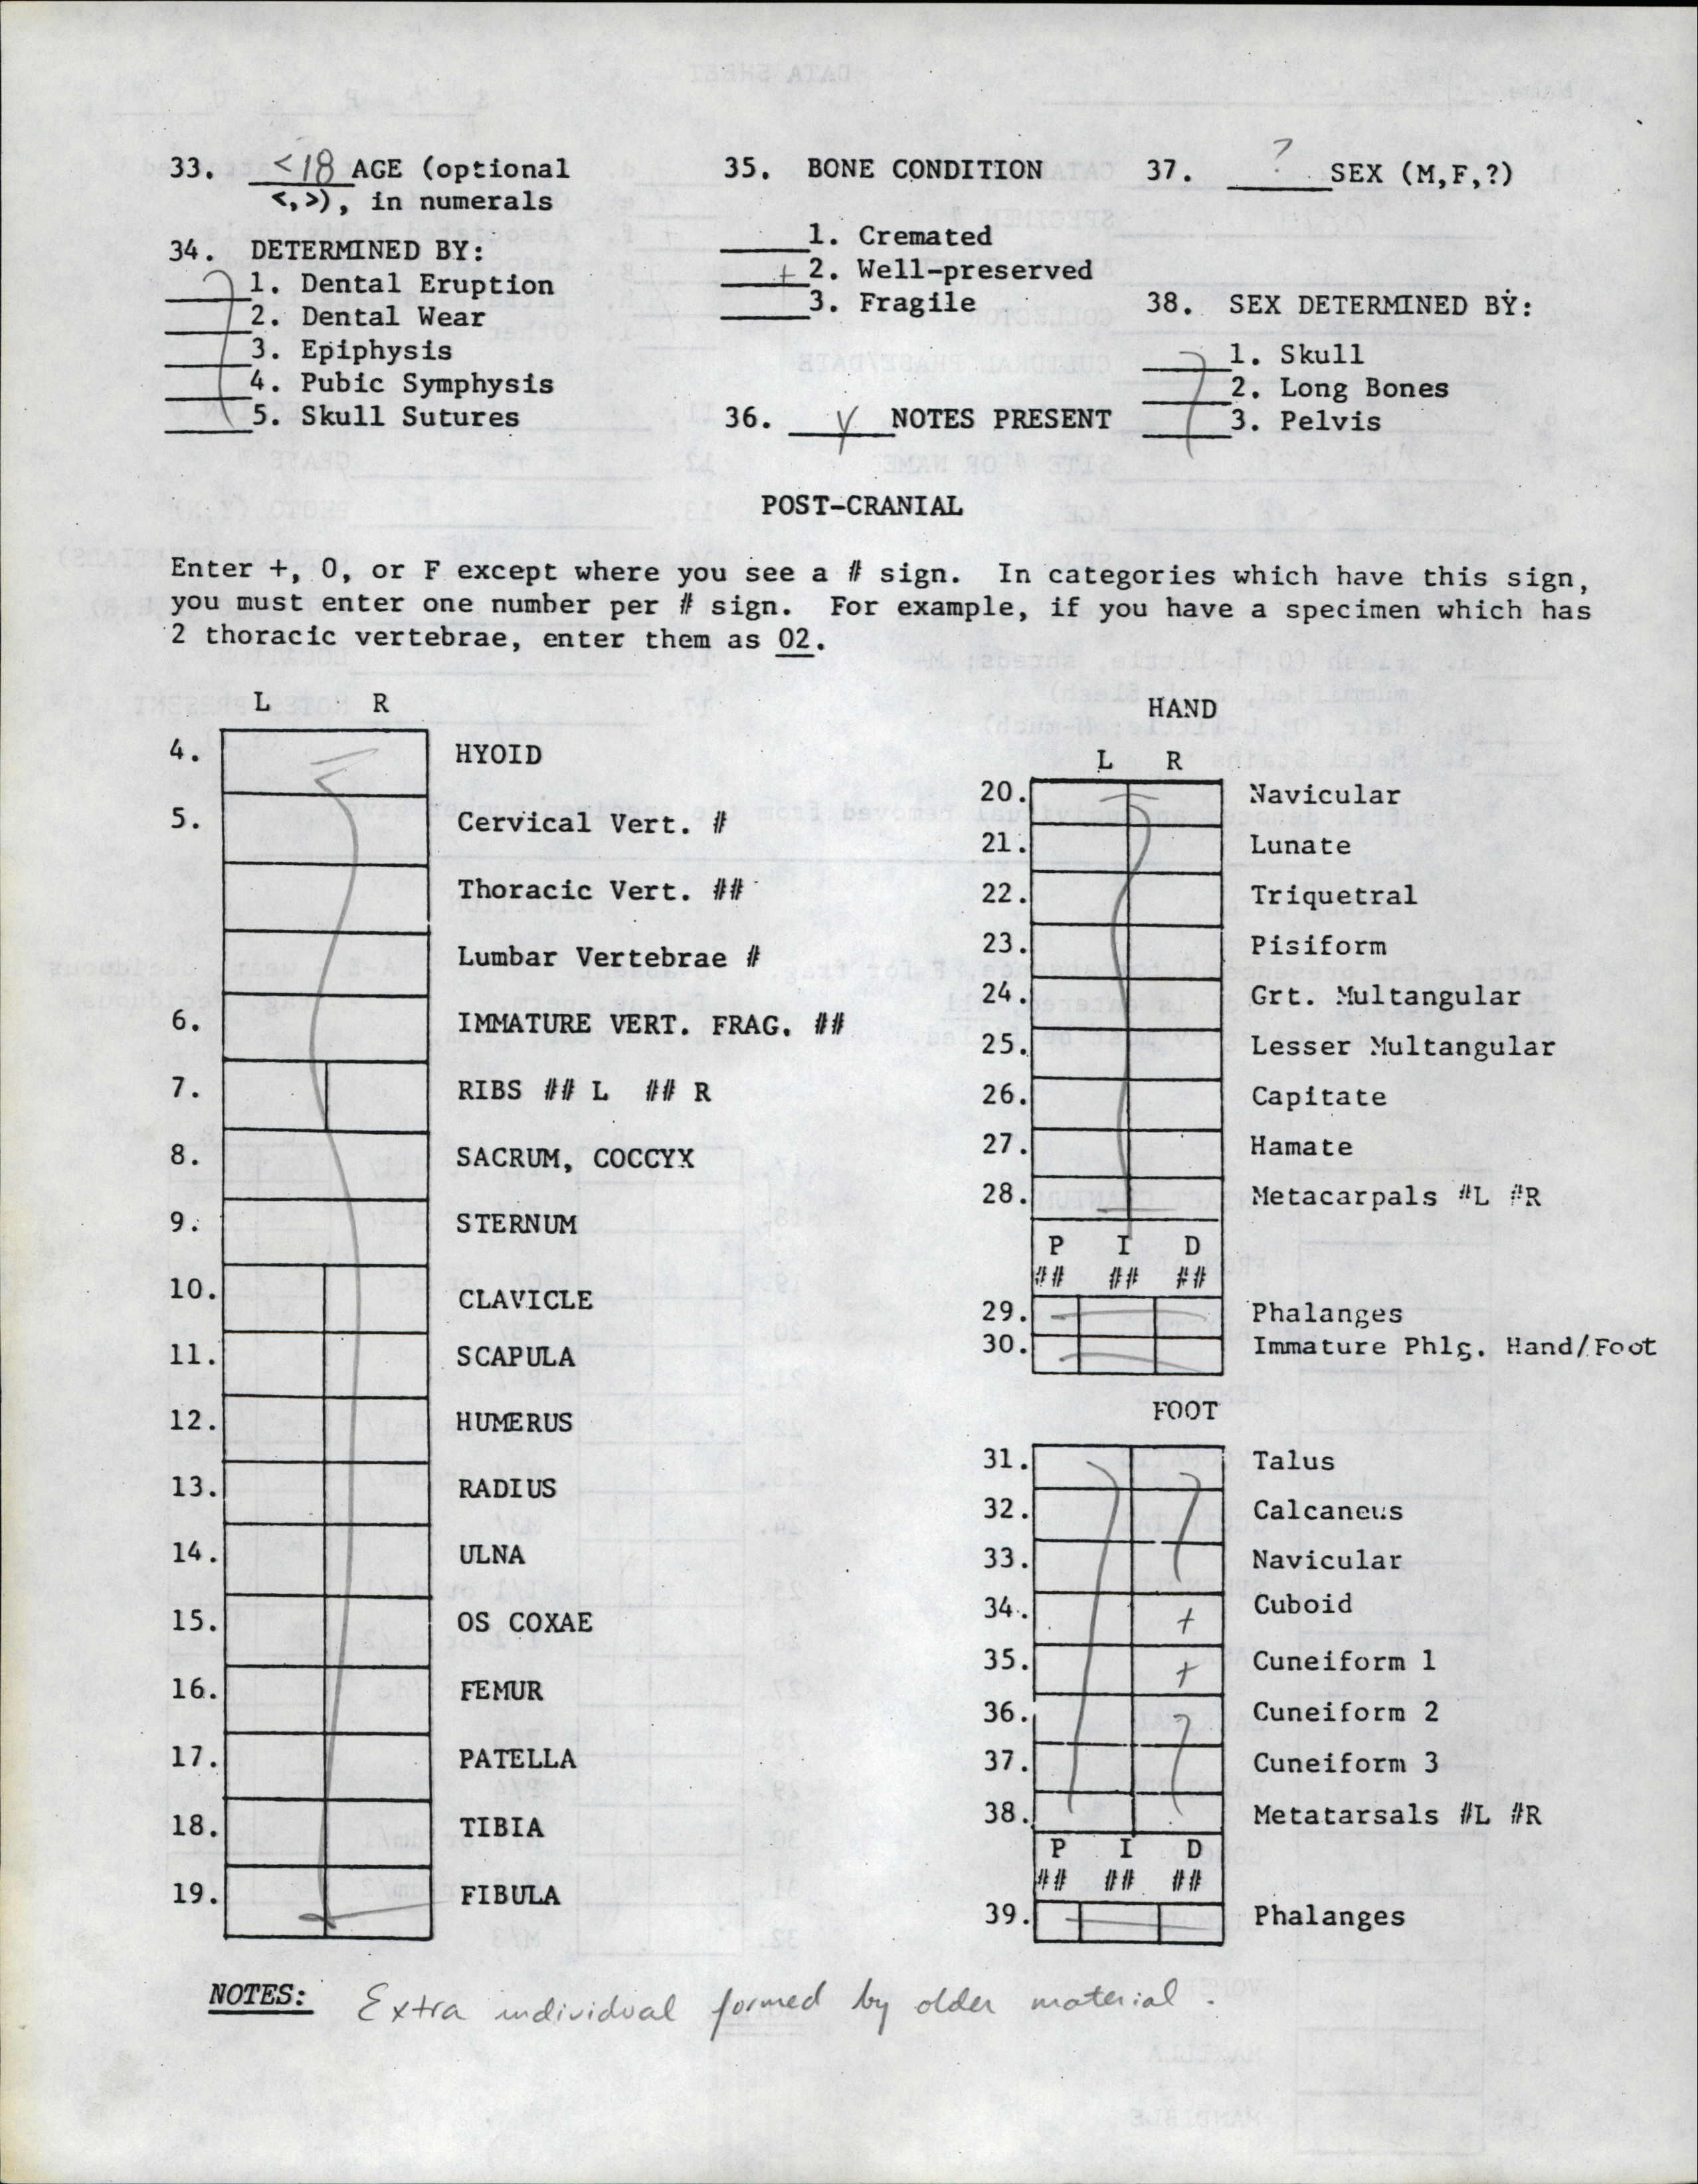 33. <18 AGE (optional
<,>), in numerals
34. DETERMINED BY:
1. Dental Eruption
2. Dental Wear
3. Epiphysis
4. Pubic Symphysis
5. Skull Sutures
35. BONE CONDITION
1. Cremated
+ 2. Well-preserved
3. Fragile
36. Y NOTES PRESENT
37. ? SEX (M,F,?)
38. SEX DETERMINED BY:
1. Skull
2. Long Bones
3. Pelvis
POST-CRANIAL
Enter +, 0, or F except where you see a # sign. In categories which have this sign,
you must enter one number per # sign. For example, if you have a specimen which has
2 thoracic vertebrae, enter them as 02.
L R
4. HYOID
5. Cervical Vert. #
Thoracic Vert. ##
Lumbar Vertebrae #
6. IMMATURE VERT. FRAG. ##
7. RIBS ## L ## R
8. SACRUM, COCCYX
9. STERNUM
10. CLAVICLE
11. SCAPULA
12. HUMERUS
13. RADIUS
14. ULNA
15. OS COXAE
16. FEMUR
17. PATELLA
18. TIBIA
19. FIBULA
HAND
L R
20. Navicular
21. Lunate
22. Triquetral
23. Pisiform
24. Grt. Multangular
25. Lesser Multangular
26. Capitate
27. Hamate
28. Metacarpals #L #R
P I D
## ## ##
29. Phalanges
30. Immature Phlg. Hand/Foot
FOOT
31. Talus
32. Calcaneus
33. Navicular
34. + Cuboid
35. + Cuneiform 1
36. Cuneiform 2
37. Cuneiform 3
38. Metatarsals #L #R
P I D
## ## ##
39. Phalanges
NOTES: Extra individual formed by older material.